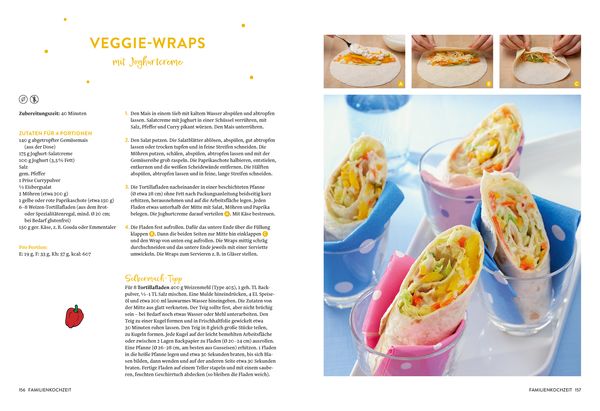 VEGGIE-WRAPS
mit Joghurtcreme
Zubereitungszeit: 40 Minuten
ZUTATEN FÜR 4 PORTIONEN
140 g abgetropfter Gemüsemais
(aus der Dose)
175 g Joghurt-Salatcreme
100 g Joghurt (3,5 % Fett)
Salz
gem. Pfeffer
1 Prise Currypulver
½ Eisbergsalat
2 Möhren (etwa 200 g)
1 gelbe oder rote Paprikaschote (etwa 150 g)
6–8 Weizen-Tortillafladen (aus dem Brot-
oder Spezialitätenregal, mind. Ø 20 cm;
bei Bedarf glutenfrei)
150 g ger. Käse, z. B. Gouda oder Emmentaler
Pro Portion:
E: 19 g, F: 33 g, Kh: 57 g, kcal: 607
1. Den Mais in einem Sieb mit kaltem Wasser abspülen und abtropfen
lassen. Salatcreme mit Joghurt in einer Schüssel verrühren, mit
Salz, Pfeffer und Curry pikant würzen. Den Mais unterrühren.
2. Den Salat putzen. Die Salatblätter ablösen, abspülen, abtropfen
lassen oder trocken tupfen und in feine Streifen schneiden. Die
Möhren putzen, schälen, abspülen, abtropfen lassen und mit der
Gemüsereibe grob raspeln. Die Paprikaschote halbieren, entstielen,
entkernen und die weißen Scheidewände entfernen. Die Hälften
abspülen, abtropfen lassen und in feine, lange Streifen schneiden.
3. Die Tortillafladen nacheinander in einer beschichteten Pfanne
(Ø etwa 28 cm) ohne Fett nach Packungsanleitung beidseitig kurz
erhitzen, herausnehmen und auf die Arbeitsfläche legen. Jeden
Fladen etwas unterhalb der Mitte mit Salat, Möhren und Paprika
belegen. Die Joghurtcreme darauf verteilen A. Mit Käse bestreuen.
4. Die Fladen fest aufrollen. Dafür das untere Ende über die Füllung
klappen B. Dann die beiden Seiten zur Mitte hin einklappen C
und den Wrap von unten eng aufrollen. Die Wraps mittig schräg
durchschneiden und das untere Ende jeweils mit einer Serviette
umwickeln. Die Wraps zum Servieren z. B. in Gläser stellen.
Selbermach-Tipp
Für 8 Tortillafladen 400 g Weizenmehl (Type 405), 1 geh. TL Back-
pulver, ½–1 TL Salz mischen. Eine Mulde hineindrücken, 4 EL Speise-
öl und etwa 200 ml lauwarmes Wasser hineingeben. Die Zutaten von
der Mitte aus glatt verkneten. Der Teig sollte fest, aber nicht brüchig
sein – bei Bedarf noch etwas Wasser oder Mehl unterarbeiten. Den
Teig zu einer Kugel formen und in Frischhaltefolie gewickelt etwa
30 Minuten ruhen lassen. Den Teig in 8 gleich große Stücke teilen,
zu Kugeln formen. Jede Kugel auf der leicht bemehlten Arbeitsfläche
oder zwischen 2 Lagen Backpapier zu Fladen (Ø 20–24 cm) ausrollen.
Eine Pfanne (Ø 26–28 cm, am besten aus Gusseisen) erhitzen. 1 Fladen
in die heiße Pfanne legen und etwa 30 Sekunden braten, bis sich Bla-
sen bilden, dann wenden und auf der anderen Seite etwa 30 Sekunden
braten. Fertige Fladen auf einem Teller stapeln und mit einem saube-
ren, feuchten Geschirrtuch abdecken (so bleiben die Fladen weich).
156 FAMILIENKOCHZEIT
A
B
C
FAMILIENKOCHZEIT 157